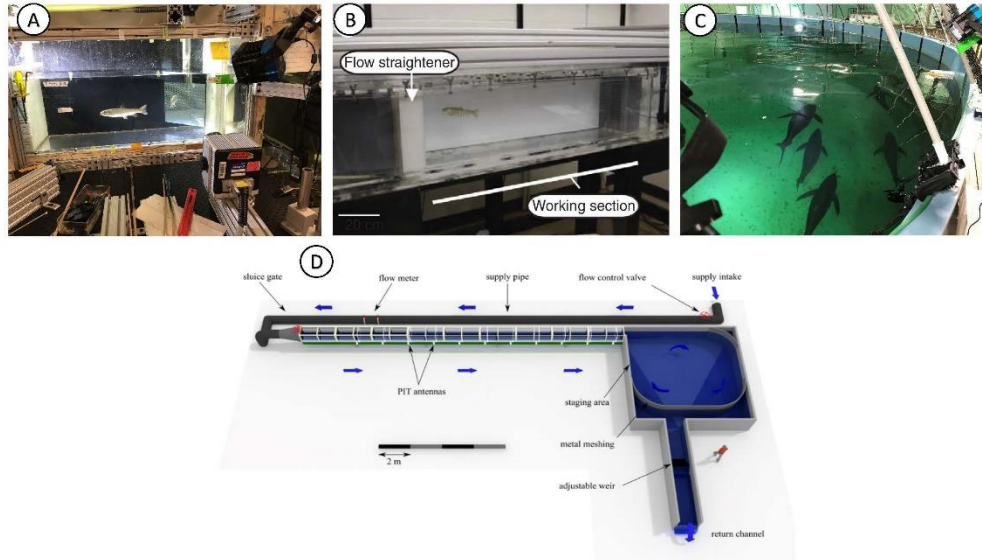 A
B
C
Flow straightener
Working section
20 cm
D
sluice gate
flow meter
supply pipe
flow control valve
supply intake
PIT antennas
staging area
metal meshing
2 m
adjustable weir
return channel